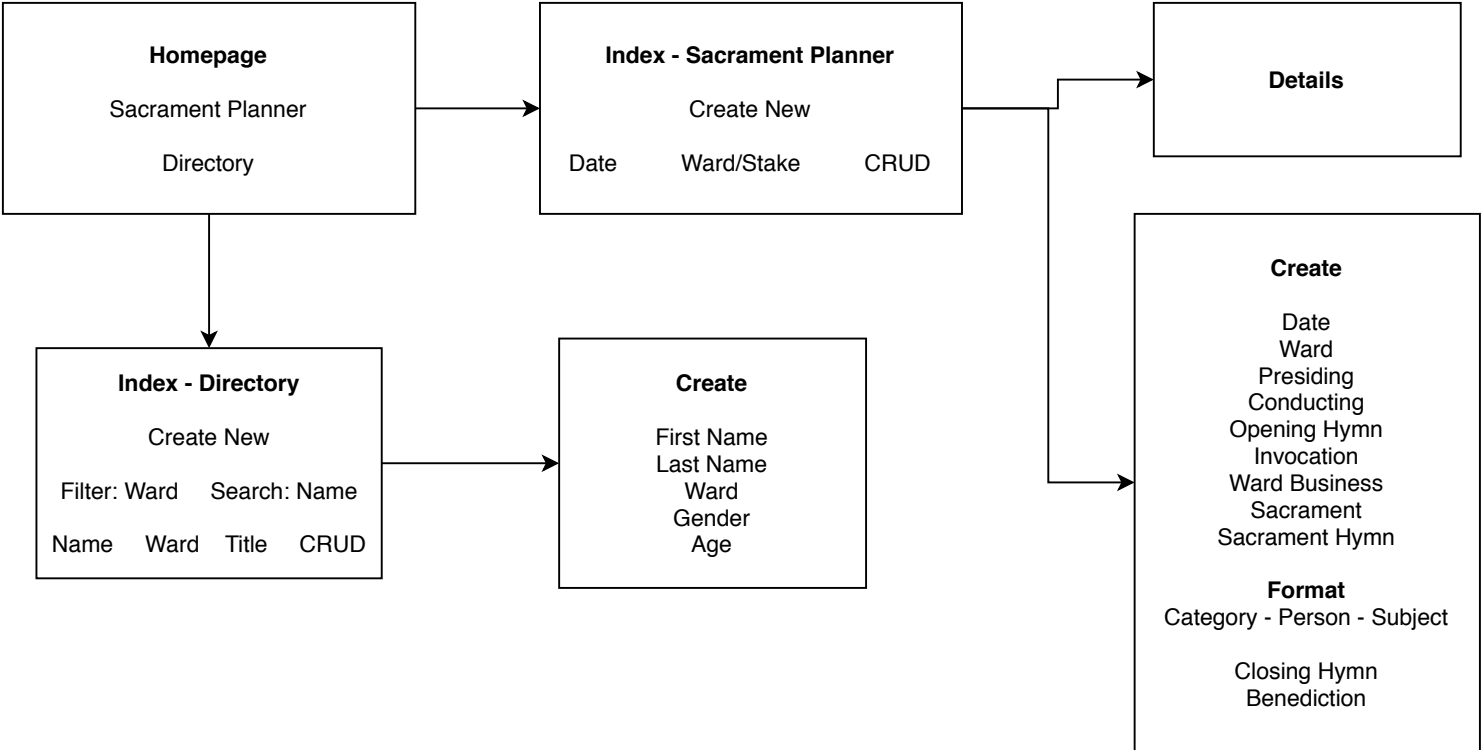 Homepage
Sacrament Planner
Directory
Index - Sacrament Planner
Create New
Date Ward/Stake CRUD
Details
Index - Directory
Create New
Filter: Ward Search: Name
Name Ward Title CRUD
Create
First Name
Last Name
Ward
Gender
Age
Create
Date
Ward
Presiding
Conducting
Opening Hymn
Invocation
Ward Business
Sacrament
Sacrament Hymn
Format
Category - Person - Subject
Closing Hymn
Benediction